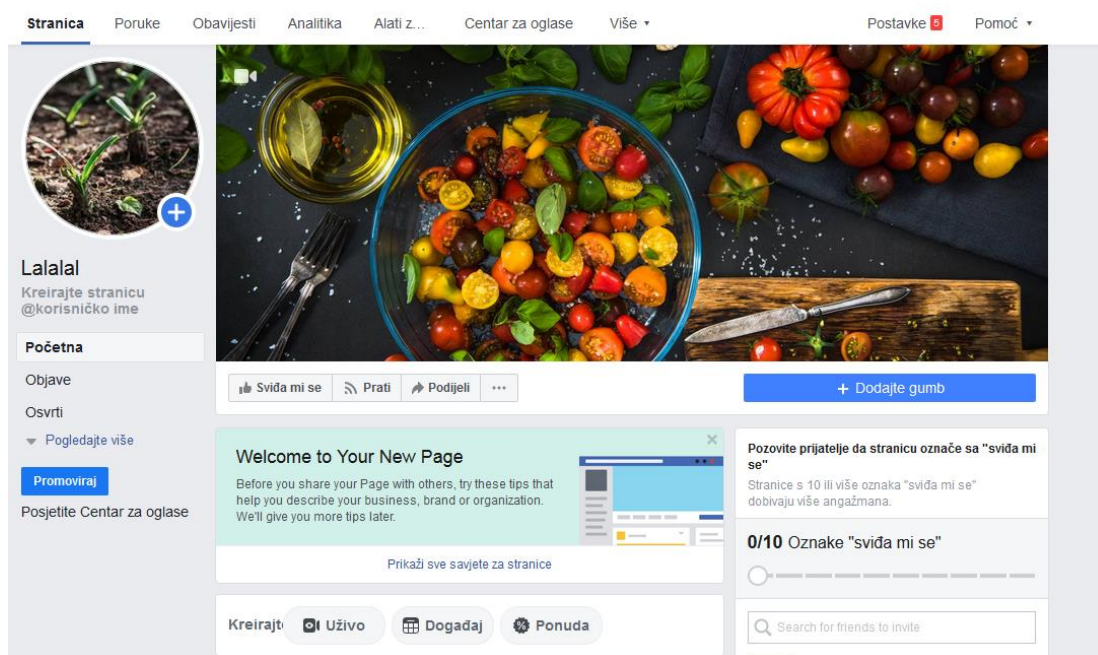 Stranica Poruke Obavijesti Analitika Alati z... Centar za oglase Više Postavke 5 Pomoć
Lalalal
Kreirajte stranicu
@korisničko ime
Početna
Objave
Osvrti
Pogledajte više
Promoviraj
Posjetite Centar za oglase
Sviđa mi se Prati Podijeli ...
+ Dodajte gumb
Welcome to Your New Page
Before you share your Page with others, try these tips that
help you describe your business, brand or organization.
We'll give you more tips later.
Prikaži sve savjete za stranice
Kreirajt Uživo Događaj Ponuda
Pozovite prijatelje da stranicu označe sa "sviđa mi
se"
Stranice s 10 ili više oznaka "sviđa mi se"
dobivaju više angažmana.
0/10 Oznake "sviđa mi se"
Search for friends to invite